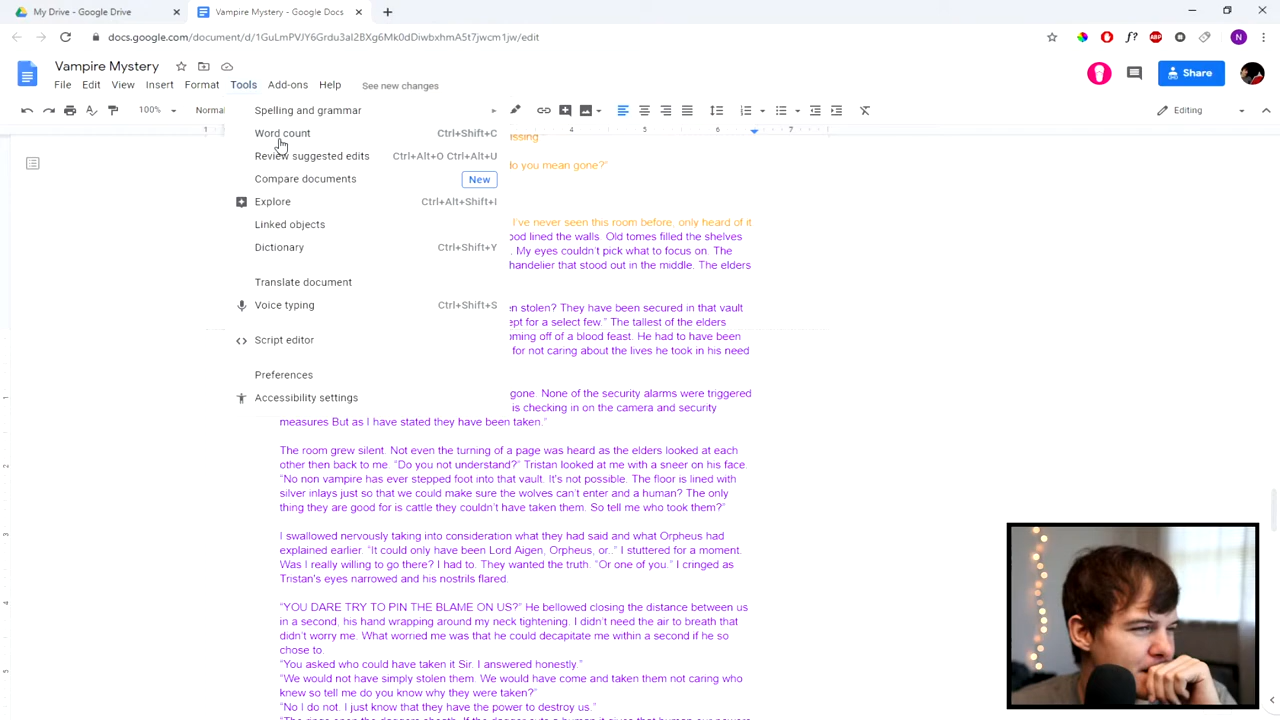 My Drive - Google Drive
Vampire Mystery - Google Docs
docs.google.com/document/d/1GuLmPVJY6Grdu3aI2BXg6Mk0dDiwbxhmA5t7jwcm1jw/edit
ABP
N
Vampire Mystery
File Edit View Insert Format Tools Add-ons Help See new changes
Share
100% Normal
Editing
Spelling and grammar
Word count Ctrl+Shift+C
Review suggested edits Ctrl+Alt+O Ctrl+Alt+U
Compare documents New
Explore Ctrl+Alt+Shift+I
Linked objects
Dictionary Ctrl+Shift+Y
Translate document
Voice typing Ctrl+Shift+S
Script editor
Preferences
Accessibility settings
1 4 5 6 7
do you mean gone?”
I've never seen this room before, only heard of it
ood lined the walls. Old tomes filled the shelves
. My eyes couldn't pick what to focus on. The
handelier that stood out in the middle. The elders
en stolen? They have been secured in that vault
ept for a select few.” The tallest of the elders
oming off of a blood feast. He had to have been
for not caring about the lives he took in his need
gone. None of the security alarms were triggered
is checking in on the camera and security
measures But as I have stated they have been taken.”
The room grew silent. Not even the turning of a page was heard as the elders looked at each
other then back to me. “Do you not understand?” Tristan looked at me with a sneer on his face.
“No non vampire has ever stepped foot into that vault. It's not possible. The floor is lined with
silver inlays just so that we could make sure the wolves can't enter and a human? The only
thing they are good for is cattle they couldn't have taken them. So tell me who took them?”
I swallowed nervously taking into consideration what they had said and what Orpheus had
explained earlier. “It could only have been Lord Aigen, Orpheus, or..” I stuttered for a moment.
Was I really willing to go there? I had to. They wanted the truth. “Or one of you.” I cringed as
Tristan's eyes narrowed and his nostrils flared.
“YOU DARE TRY TO PIN THE BLAME ON US?” He bellowed closing the distance between us
in a second, his hand wrapping around my neck tightening. I didn't need the air to breath that
didn't worry me. What worried me was that he could decapitate me within a second if he so
chose to.
“You asked who could have taken it Sir. I answered honestly.”
“We would not have simply stolen them. We would have come and taken them not caring who
knew so tell me do you know why they were taken?”
“No I do not. I just know that they have the power to destroy us.”